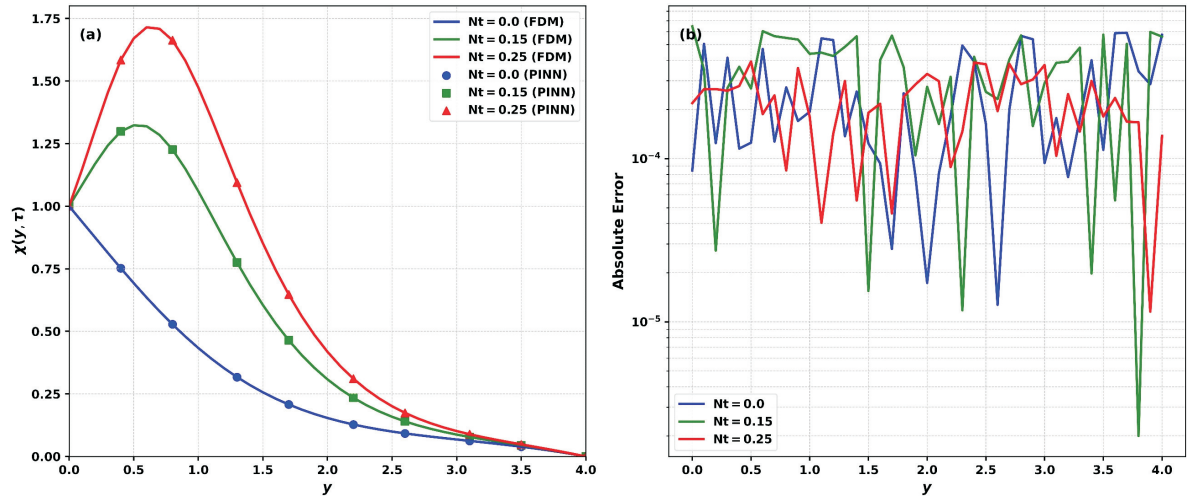 (a)
χ(y, τ)
1.75
1.50
1.25
1.00
0.75
0.50
0.25
0.00
0.0 0.5 1.0 1.5 2.0 2.5 3.0 3.5 4.0
y
Nt = 0.0 (FDM)
Nt = 0.15 (FDM)
Nt = 0.25 (FDM)
Nt = 0.0 (PINN)
Nt = 0.15 (PINN)
Nt = 0.25 (PINN)
(b)
Absolute Error
10⁻⁴
10⁻⁵
Nt = 0.0
Nt = 0.15
Nt = 0.25
0.0 0.5 1.0 1.5 2.0 2.5 3.0 3.5 4.0
y